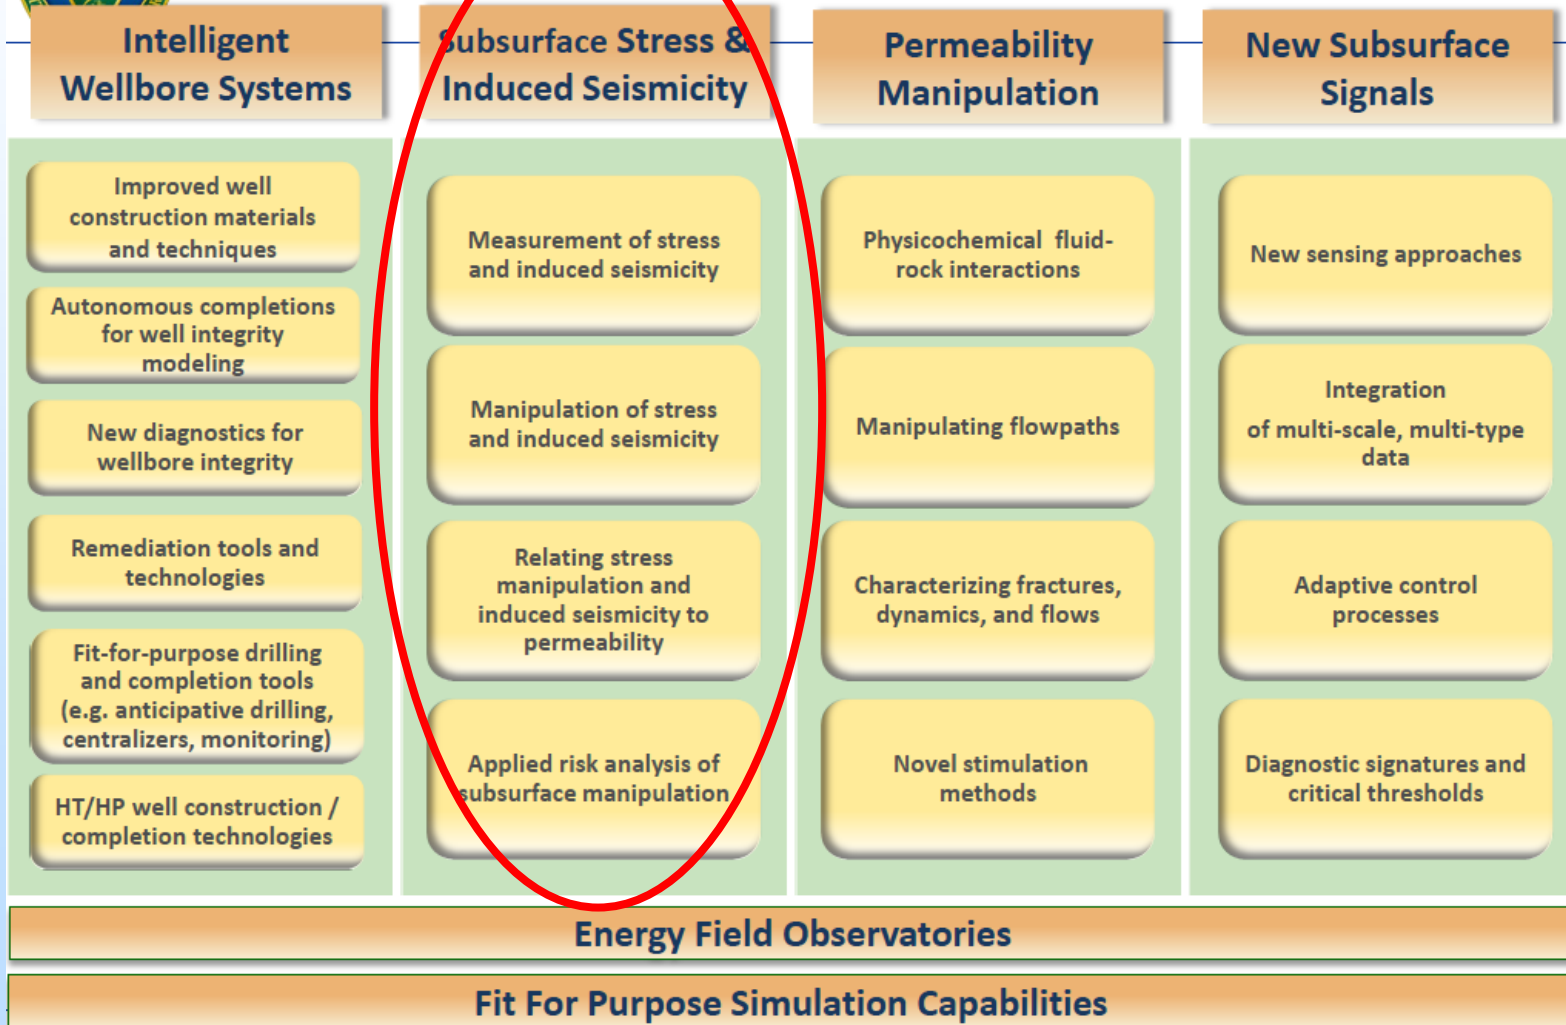 Intelligent
Wellbore Systems
Improved well
construction materials
and techniques
Autonomous completions
for well integrity
modeling
New diagnostics for
wellbore integrity
Remediation tools and
technologies
Fit-for-purpose drilling
and completion tools
(e.g. anticipative drilling,
centralizers, monitoring)
HT/HP well construction /
completion technologies
Subsurface Stress &
Induced Seismicity
Measurement of stress
and induced seismicity
Manipulation of stress
and induced seismicity
Relating stress
manipulation and
induced seismicity to
permeability
Applied risk analysis of
subsurface manipulation
Permeability
Manipulation
Physicochemical fluid-
rock interactions
Manipulating flowpaths
Characterizing fractures,
dynamics, and flows
Novel stimulation
methods
New Subsurface
Signals
New sensing approaches
Integration
of multi-scale, multi-type
data
Adaptive control
processes
Diagnostic signatures and
critical thresholds
Energy Field Observatories
Fit For Purpose Simulation Capabilities